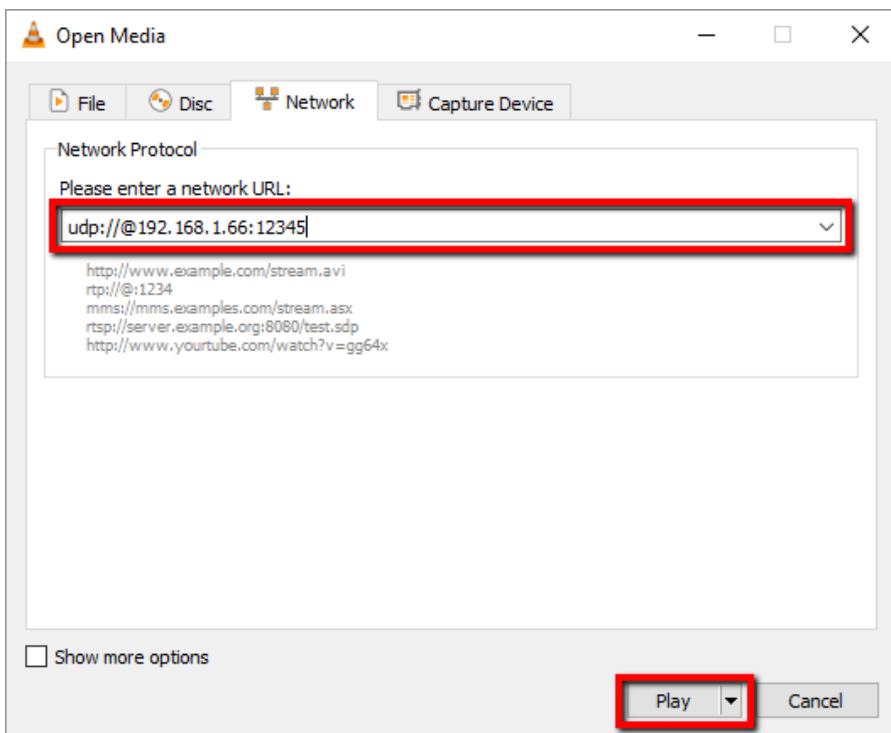 Open Media
File Disc Network Capture Device
Network Protocol
Please enter a network URL:
udp://@192.168.1.66:12345
http://www.example.com/stream.avi
rtp://@:1234
mms://mms.examples.com/stream.asx
rtsp://server.example.org:8080/test.sdp
http://www.yourtube.com/watch?v=gg64x
Show more options
Play Cancel